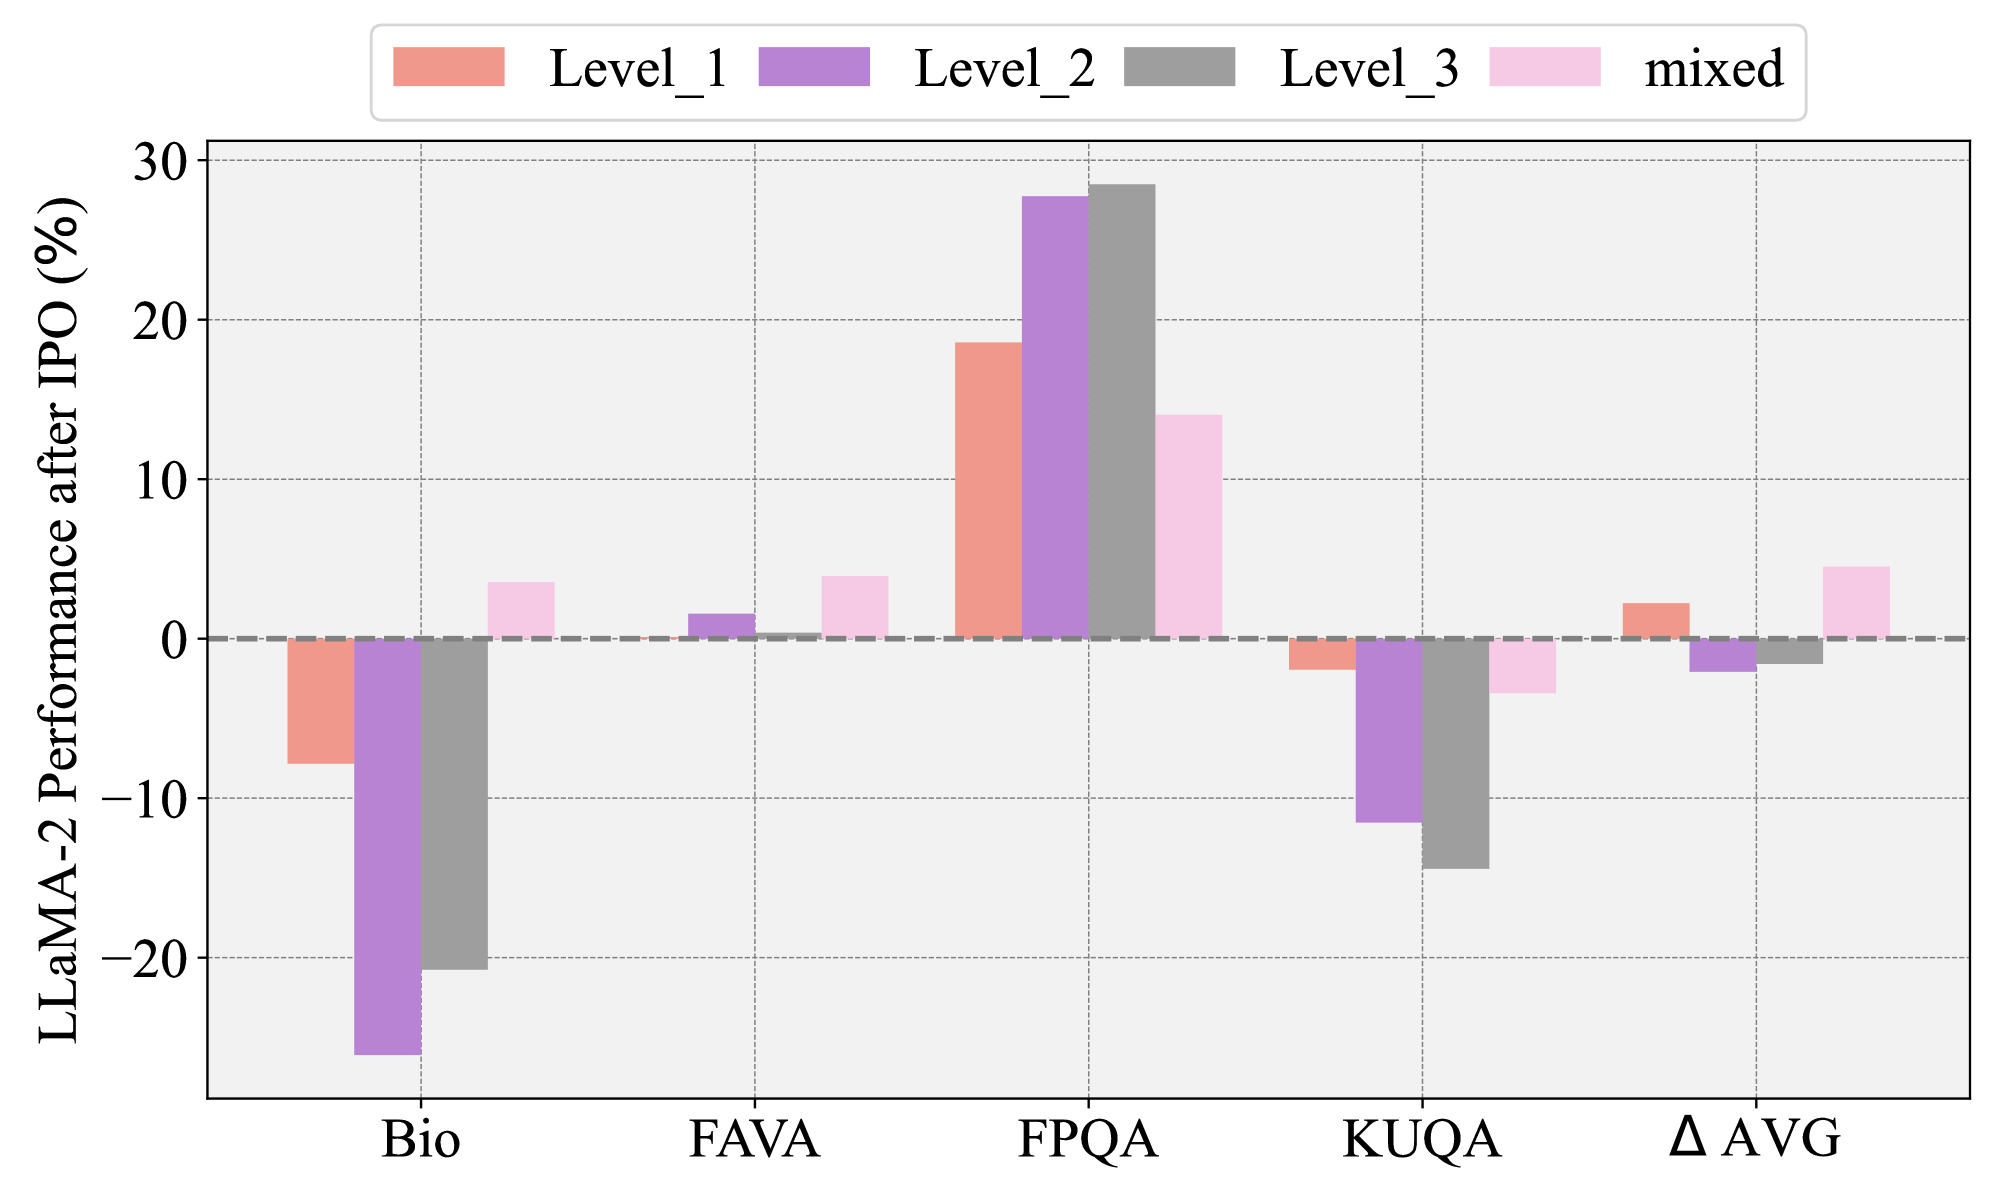 Level_1 Level_2 Level_3 mixed
LLaMA-2 Performance after IPO (%)
30
20
10
0
−10
−20
Bio FAVA FPQA KUQA Δ AVG